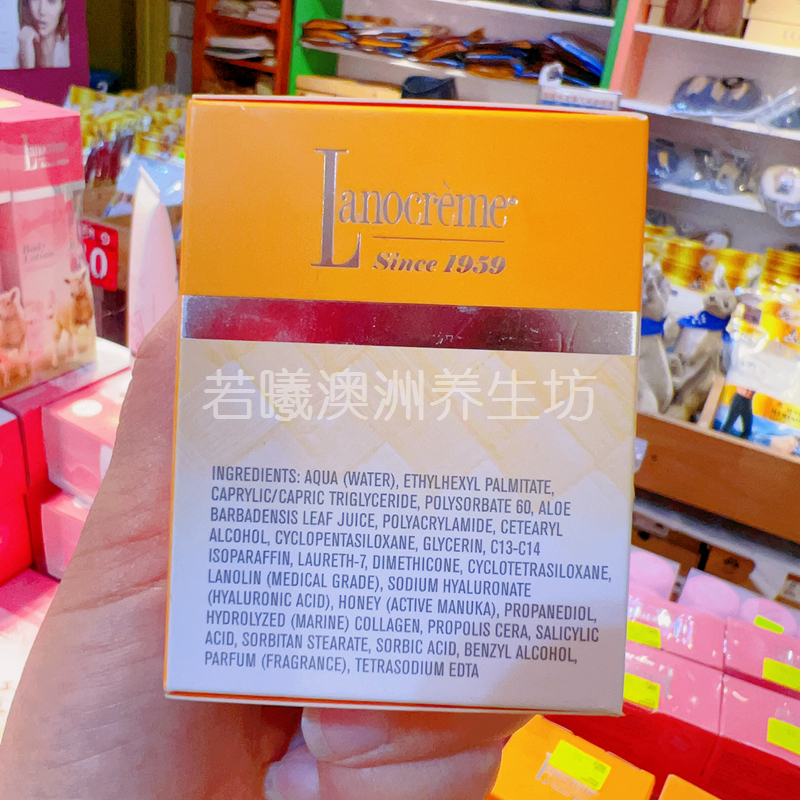 Lanocrème
Since 1959
若曦澳洲养生坊
INGREDIENTS: AQUA (WATER), ETHYLHEXYL PALMITATE,
CAPRYLIC/CAPRIC TRIGLYCERIDE, POLYSORBATE 60, ALOE
BARBADENSIS LEAF JUICE, POLYACRYLAMIDE, CETEARYL
ALCOHOL, CYCLOPENTASILOXANE, GLYCERIN, C13-C14
ISOPARAFFIN, LAURETH-7, DIMETHICONE, CYCLOTETRASILOXANE,
LANOLIN (MEDICAL GRADE), SODIUM HYALURONATE
(HYALURONIC ACID), HONEY (ACTIVE MANUKA), PROPANEDIOL,
HYDROLYZED (MARINE) COLLAGEN, PROPOLIS CERA, SALICYLIC
ACID, SORBITAN STEARATE, SORBIC ACID, BENZYL ALCOHOL,
PARFUM (FRAGRANCE), TETRASODIUM EDTA
Lanocrème
Body
Lotion